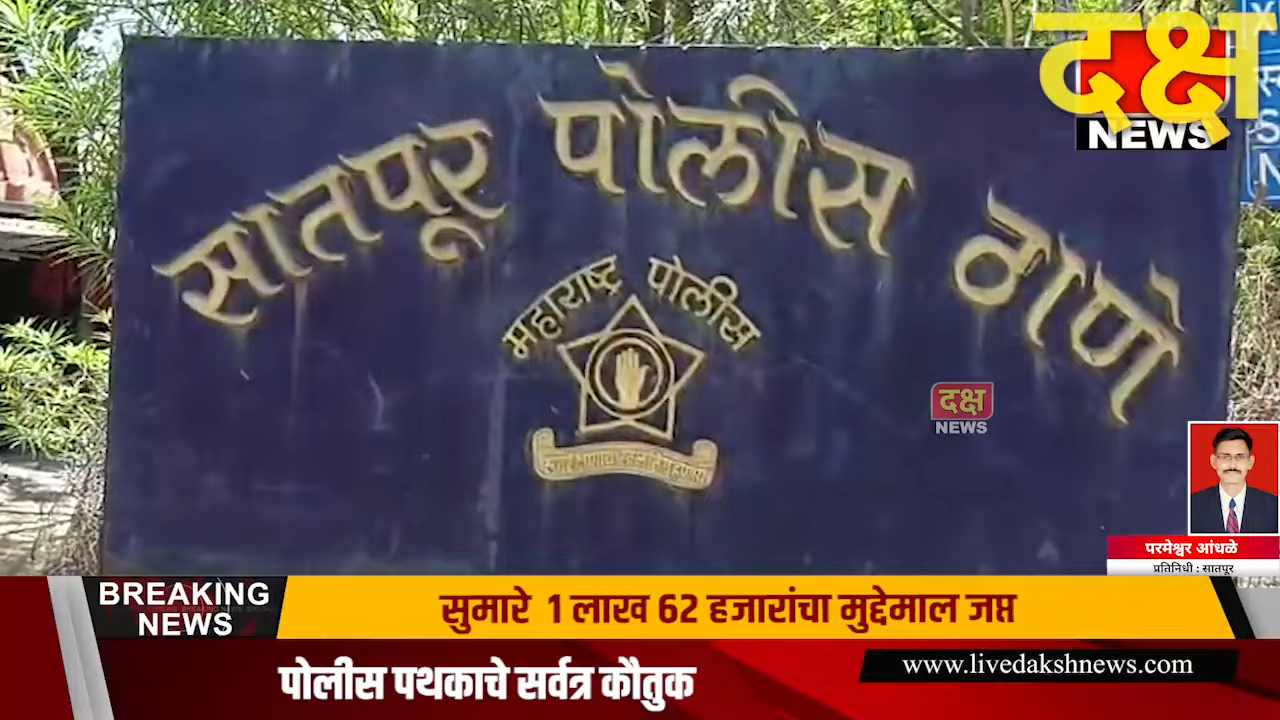 दक्ष
NEWS
सातपूर पोलीस ठाणे
महाराष्ट्र पोलीस
दक्ष
NEWS
परमेश्वर आंधळे
प्रतिनिधी : सातपूर
BREAKING
NEWS
सुमारे 1 लाख 62 हजारांचा मुद्देमाल जप्त
पोलीस पथकाचे सर्वत्र कौतुक
www.livedakshnews.com